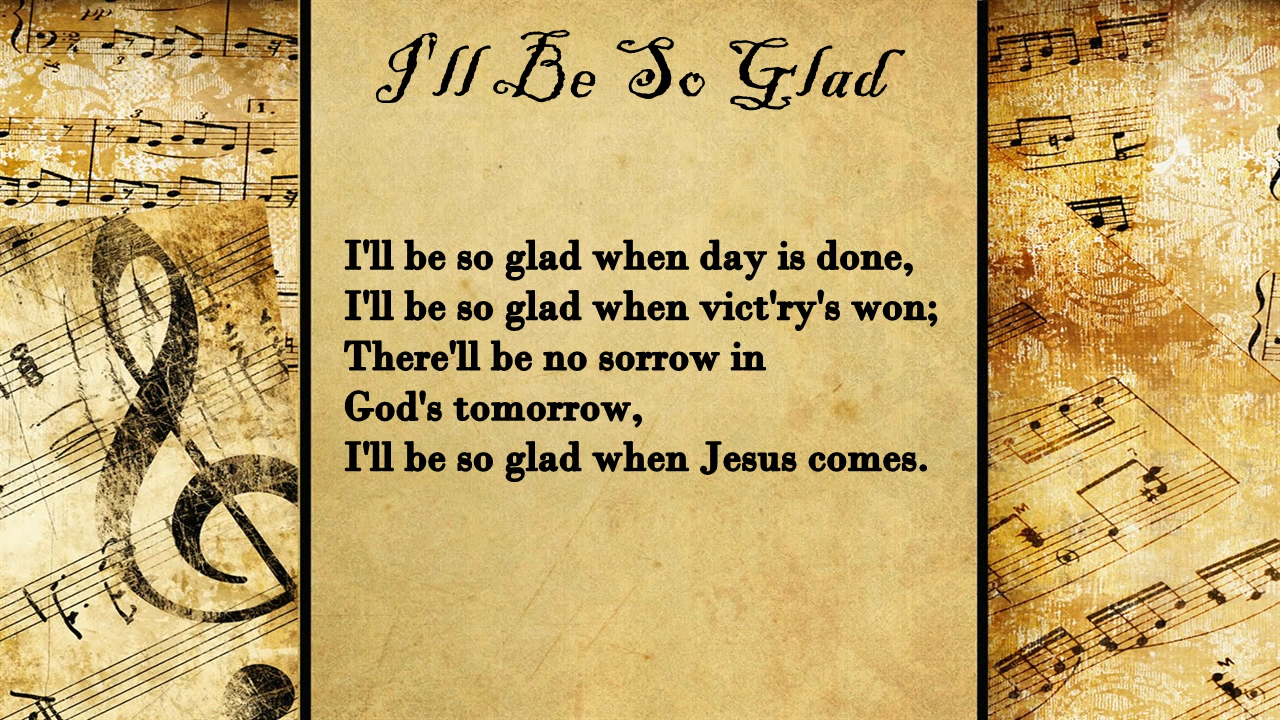 I'll Be So Glad
I'll be so glad when day is done,
I'll be so glad when vict'ry's won;
There'll be no sorrow in
God's tomorrow,
I'll be so glad when Jesus comes.